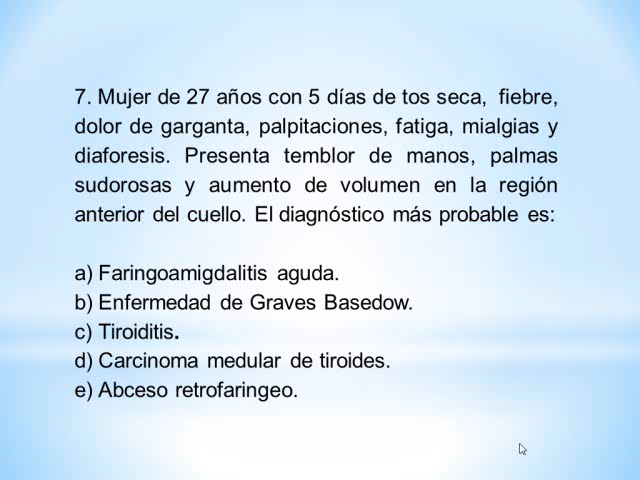 7. Mujer de 27 años con 5 días de tos seca, fiebre,
dolor de garganta, palpitaciones, fatiga, mialgias y
diaforesis. Presenta temblor de manos, palmas
sudorosas y aumento de volumen en la región
anterior del cuello. El diagnóstico más probable es:
a) Faringoamigdalitis aguda.
b) Enfermedad de Graves Basedow.
c) Tiroiditis.
d) Carcinoma medular de tiroides.
e) Abceso retrofaringeo.